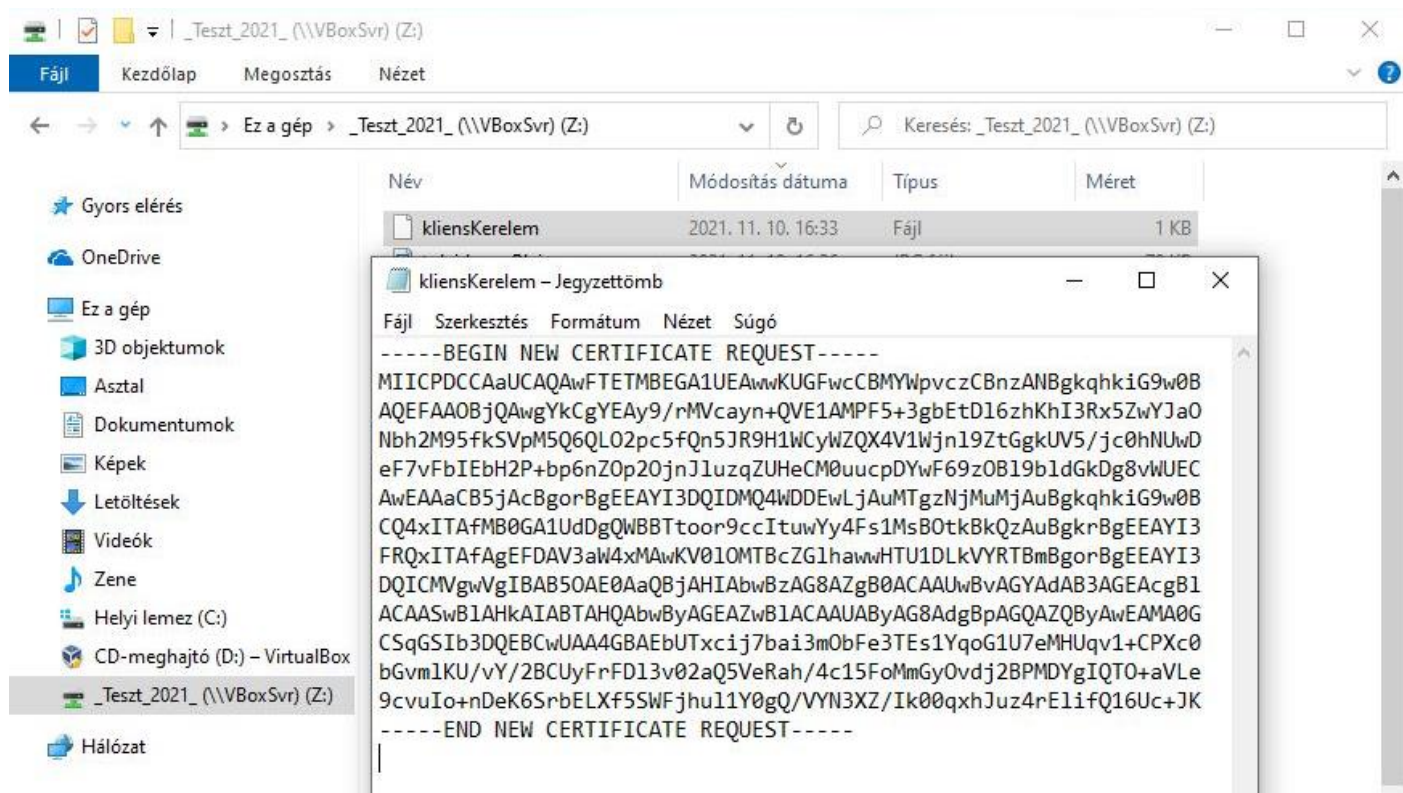 _Teszt_2021_ (\\VBoxSvr) (Z:)
Fájl Kezdőlap Megosztás Nézet
Ez a gép › _Teszt_2021_ (\\VBoxSvr) (Z:)
Keresés: _Teszt_2021_ (\\VBoxSvr) (Z:)
Név Módosítás dátuma Típus Méret
kliensKerelem 2021. 11. 10. 16:33 Fájl 1 KB
Gyors elérés
OneDrive
Ez a gép
3D objektumok
Asztal
Dokumentumok
Képek
Letöltések
Videók
Zene
Helyi lemez (C:)
CD-meghajtó (D:) – VirtualBox
_Teszt_2021_ (\\VBoxSvr) (Z:)
Hálózat
kliensKerelem – Jegyzettömb
Fájl Szerkesztés Formátum Nézet Súgó
-----BEGIN NEW CERTIFICATE REQUEST-----
MIICPDCCAaUCAQAwFTETMBEGA1UEAwwKUGFwcCBMYWpvczCBnzANBgkqhkiG9w0B
AQEFAAOBjQAwgYkCgYEAy9/rMVcayn+QVE1AMPF5+3gbEtDl6zhKhI3Rx5ZwYJaO
Nbh2M95fkSVpM5Q6QLO2pc5fQn5JR9H1WCyWZQX4V1Wjnl9ZtGgkUV5/jc0hNUwD
eF7vFbIEbH2P+bp6nZOp2OjnJluzqZUHeCM0uucpDYwF69zOBl9bldGkDg8vWUEC
AwEAAaCB5jAcBgorBgEEAYI3DQIDMQ4WDDEwLjAuMTgzNjMuMjAuBgkqhkiG9w0B
CQ4xITAfMB0GA1UdDgQWBBTtoor9ccItuwYy4Fs1MsBOtkBkQzAuBgkrBgEEAYI3
FRQxITAfAgEFDAV3aW4xMAwKV0lOMTBcZGlhawwHTU1DLkVYRTBmBgorBgEEAYI3
DQICMVgwVgIBAB5OAE0AaQBjAHIAbwBzAG8AZgB0ACAAUwBvAGYAdAB3AGEAcgBl
ACAASwBlAHkAIABTAHQAbwByAGEAZwBlACAAUAByAG8AdgBpAGQAZQByAwEAMA0G
CSqGSIb3DQEBCwUAA4GBAEbUTxcij7bai3mObFe3TEs1YqoG1U7eMHUqv1+CPXc0
bGvmlKU/vY/2BCUyFrFDl3v02aQ5VeRah/4c15FoMmGyOvdj2BPMDYgIQTO+aVLe
9cvuIo+nDeK6SrbELXf5SWFjhul1Y0gQ/VYN3XZ/Ik00qxhJuz4rElifQ16Uc+JK
-----END NEW CERTIFICATE REQUEST-----